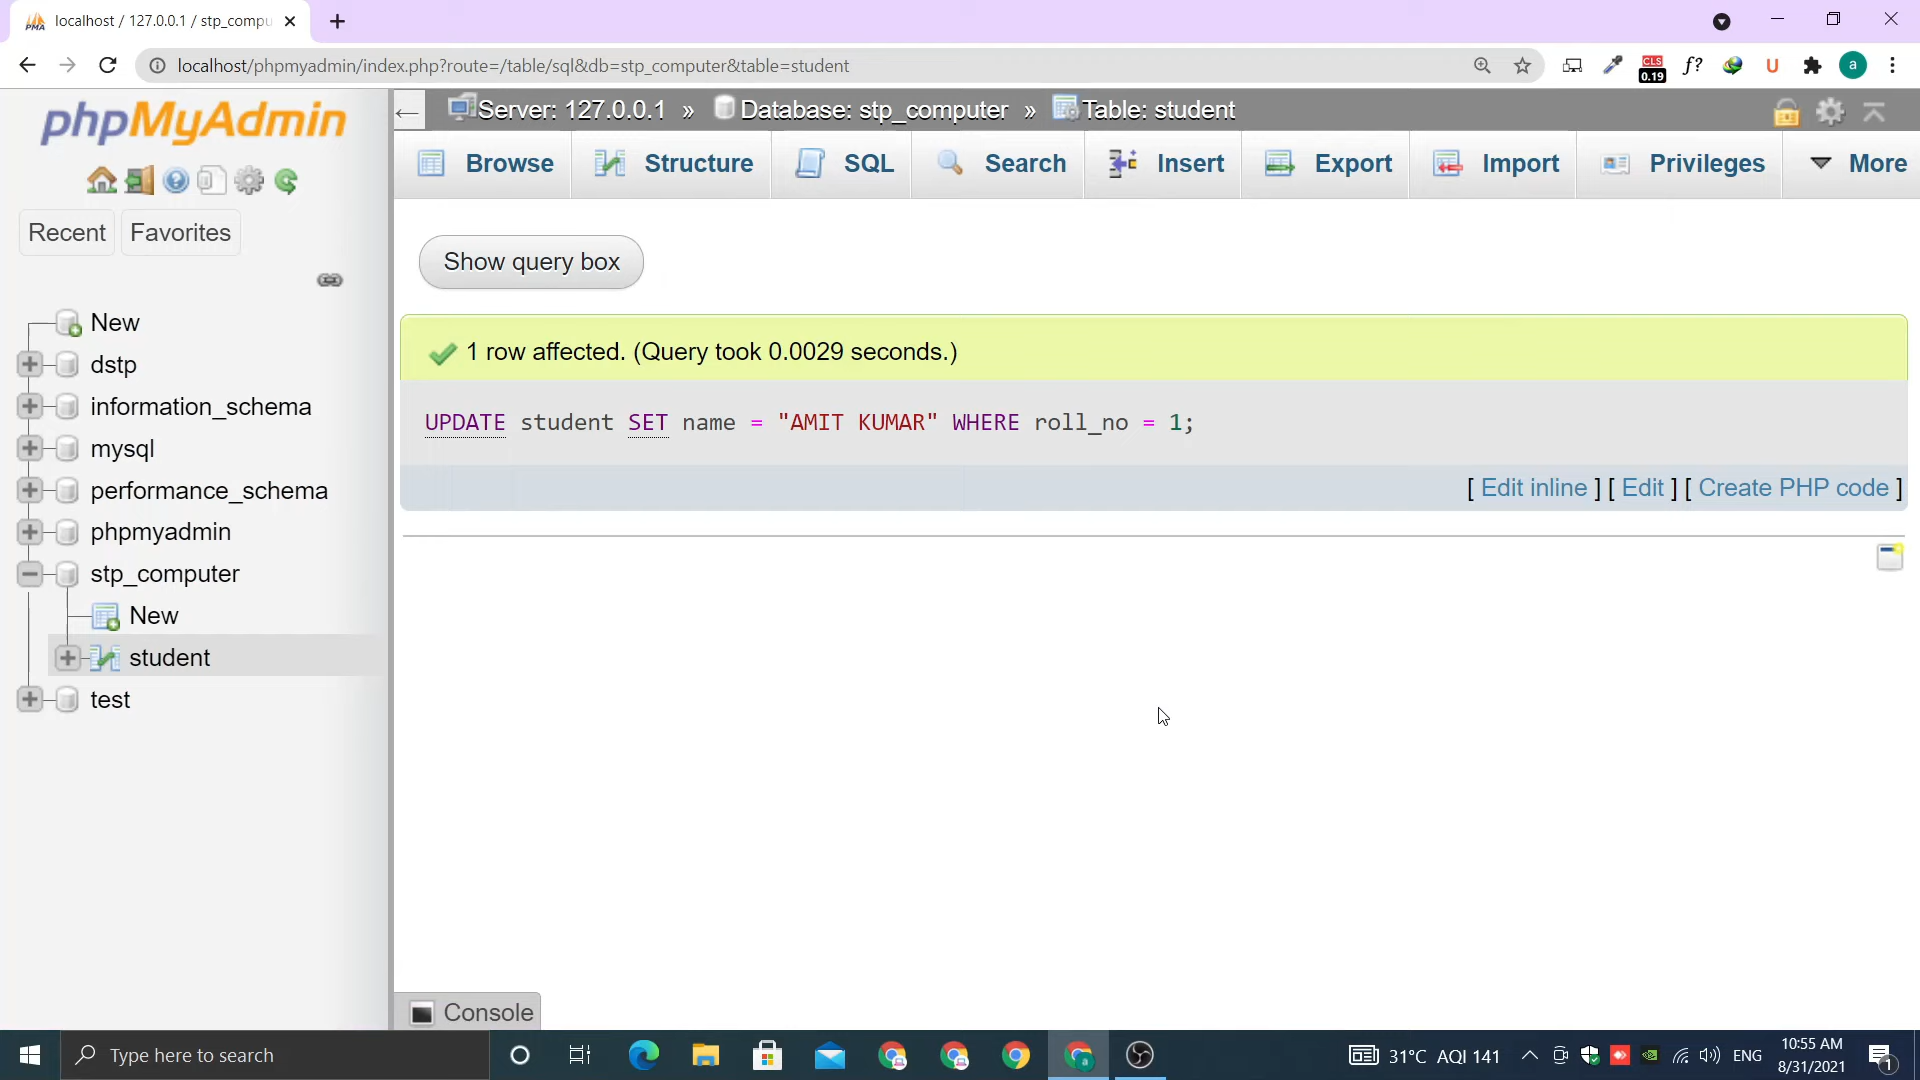 localhost / 127.0.0.1 / stp_compu
localhost/phpmyadmin/index.php?route=/table/sql&db=stp_computer&table=student
CLS
0.19
f?
U
a
phpMyAdmin
Server: 127.0.0.1 » Database: stp_computer » Table: student
Browse Structure SQL Search Insert Export Import Privileges More
Recent Favorites
Show query box
New
dstp
information_schema
mysql
performance_schema
phpmyadmin
stp_computer
New
student
test
1 row affected. (Query took 0.0029 seconds.)
UPDATE student SET name = "AMIT KUMAR" WHERE roll_no = 1;
[ Edit inline ] [ Edit ] [ Create PHP code ]
Console
Type here to search
31°C AQI 141
ENG
10:55 AM
8/31/2021
1